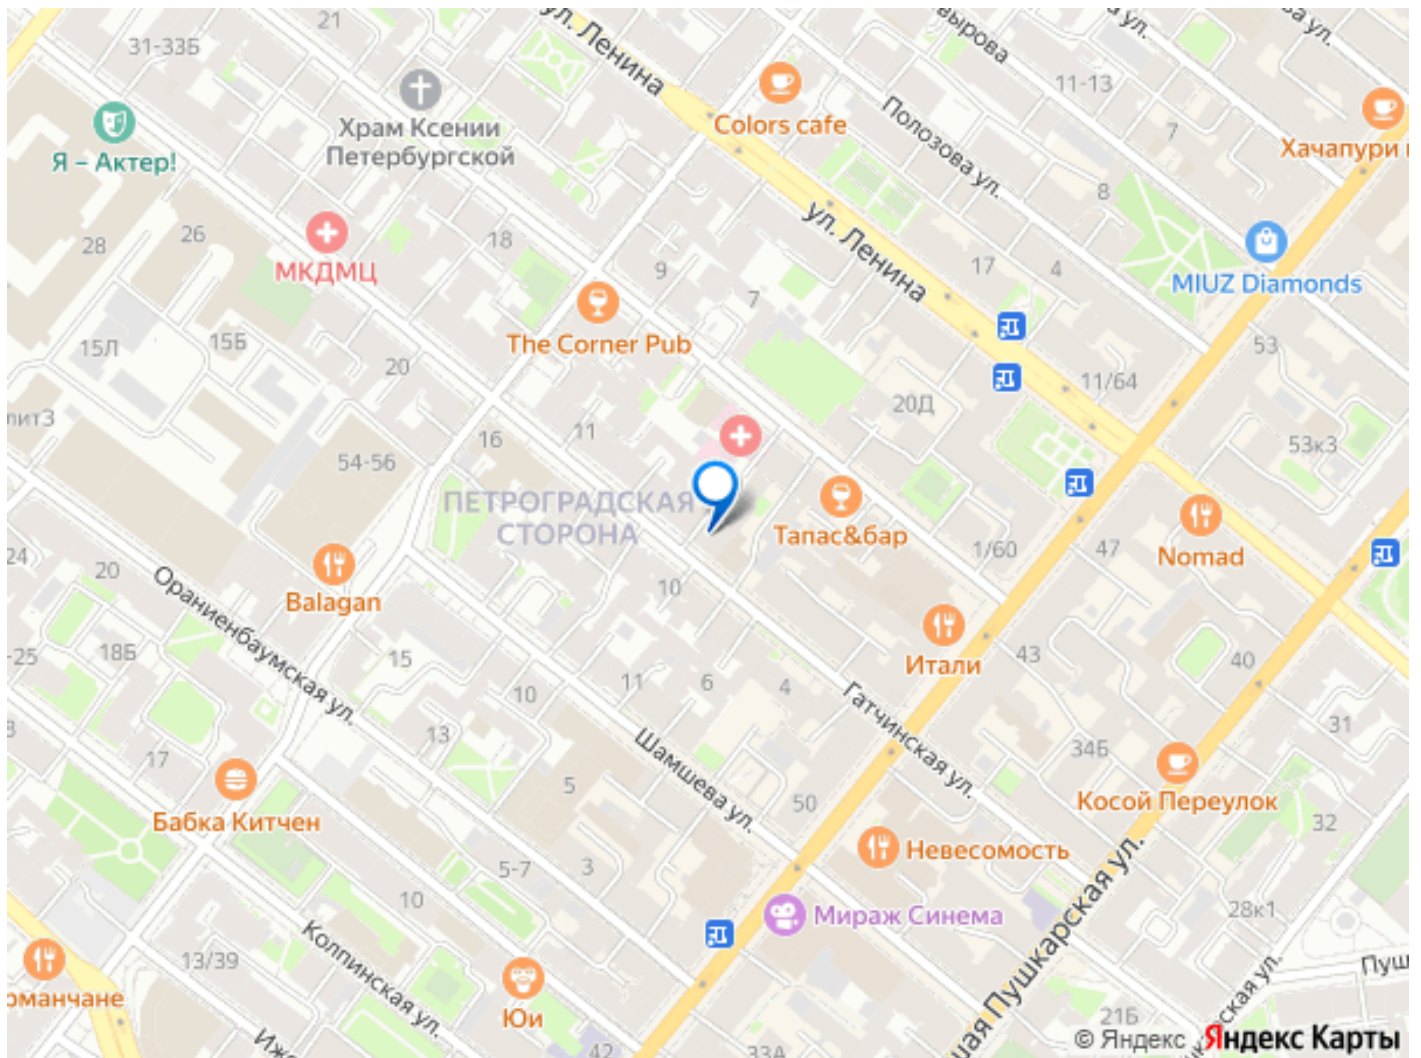 21
31-33Б
ул. Ленина
11-13
Colors cafe
Полозова ул.
7
Хачапури
Храм Ксении
Петербургской
Я – Актер!
8
26
28
18
МКДМЦ
9
7
ул. Ленина
17
4
MIUZ Diamonds
The Corner Pub
15Б
15Л
20
53
11/64
20Д
11
16
53к3
54-56
ПЕТРОГРАДСКАЯ
СТОРОНА
Тапас&бар
1/60
47
Nomad
24
20
Balagan
10
Ораниенбаумская ул.
18Б
15
11
6
4
Итали
43
40
10
Гатчинская ул.
31
13
17
Шамшева ул.
34Б
5
50
Косой Переулок
Бабка Китчен
32
Невесомость
5-7
3
10
Мираж Синема
28к1
Колпинская ул.
13/39
Юи
21Б
42
33А
© Яндекс Яндекс Карты